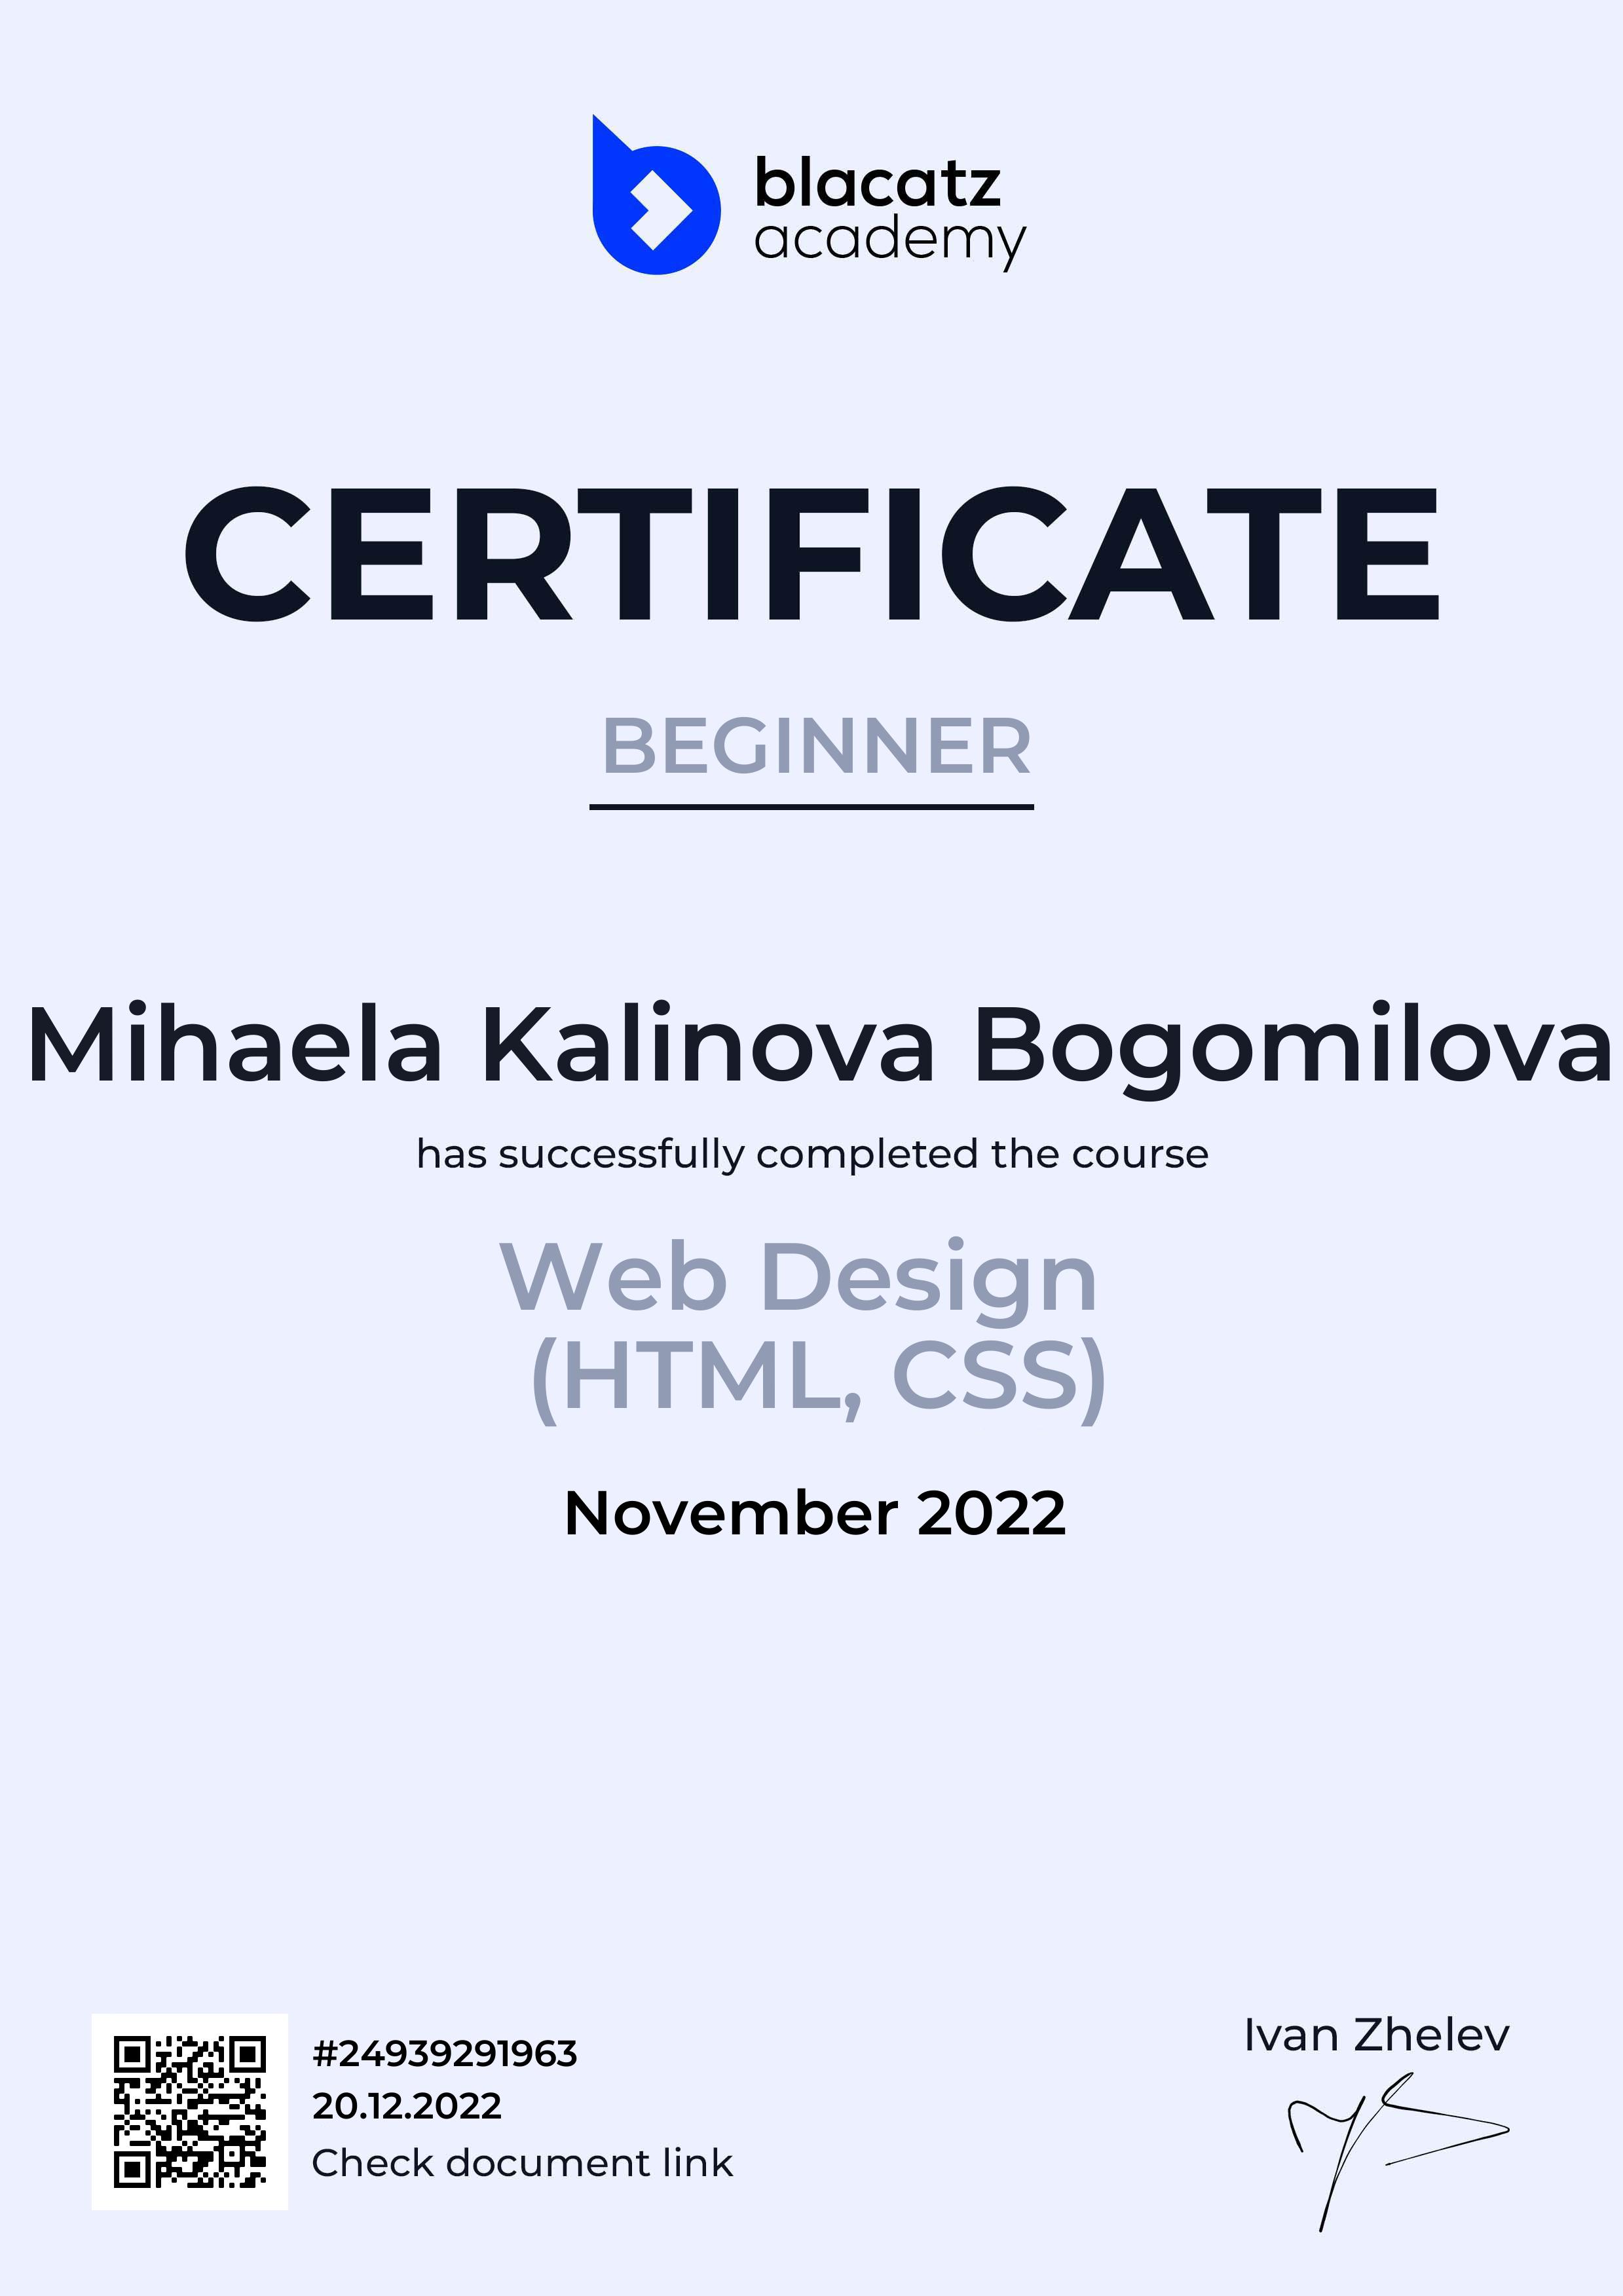 blacatz
academy
CERTIFICATE
BEGINNER
Mihaela Kalinova Bogomilova
has successfully completed the course
Web Design
(HTML, CSS)
November 2022
#24939291963
20.12.2022
Check document link
Ivan Zhelev